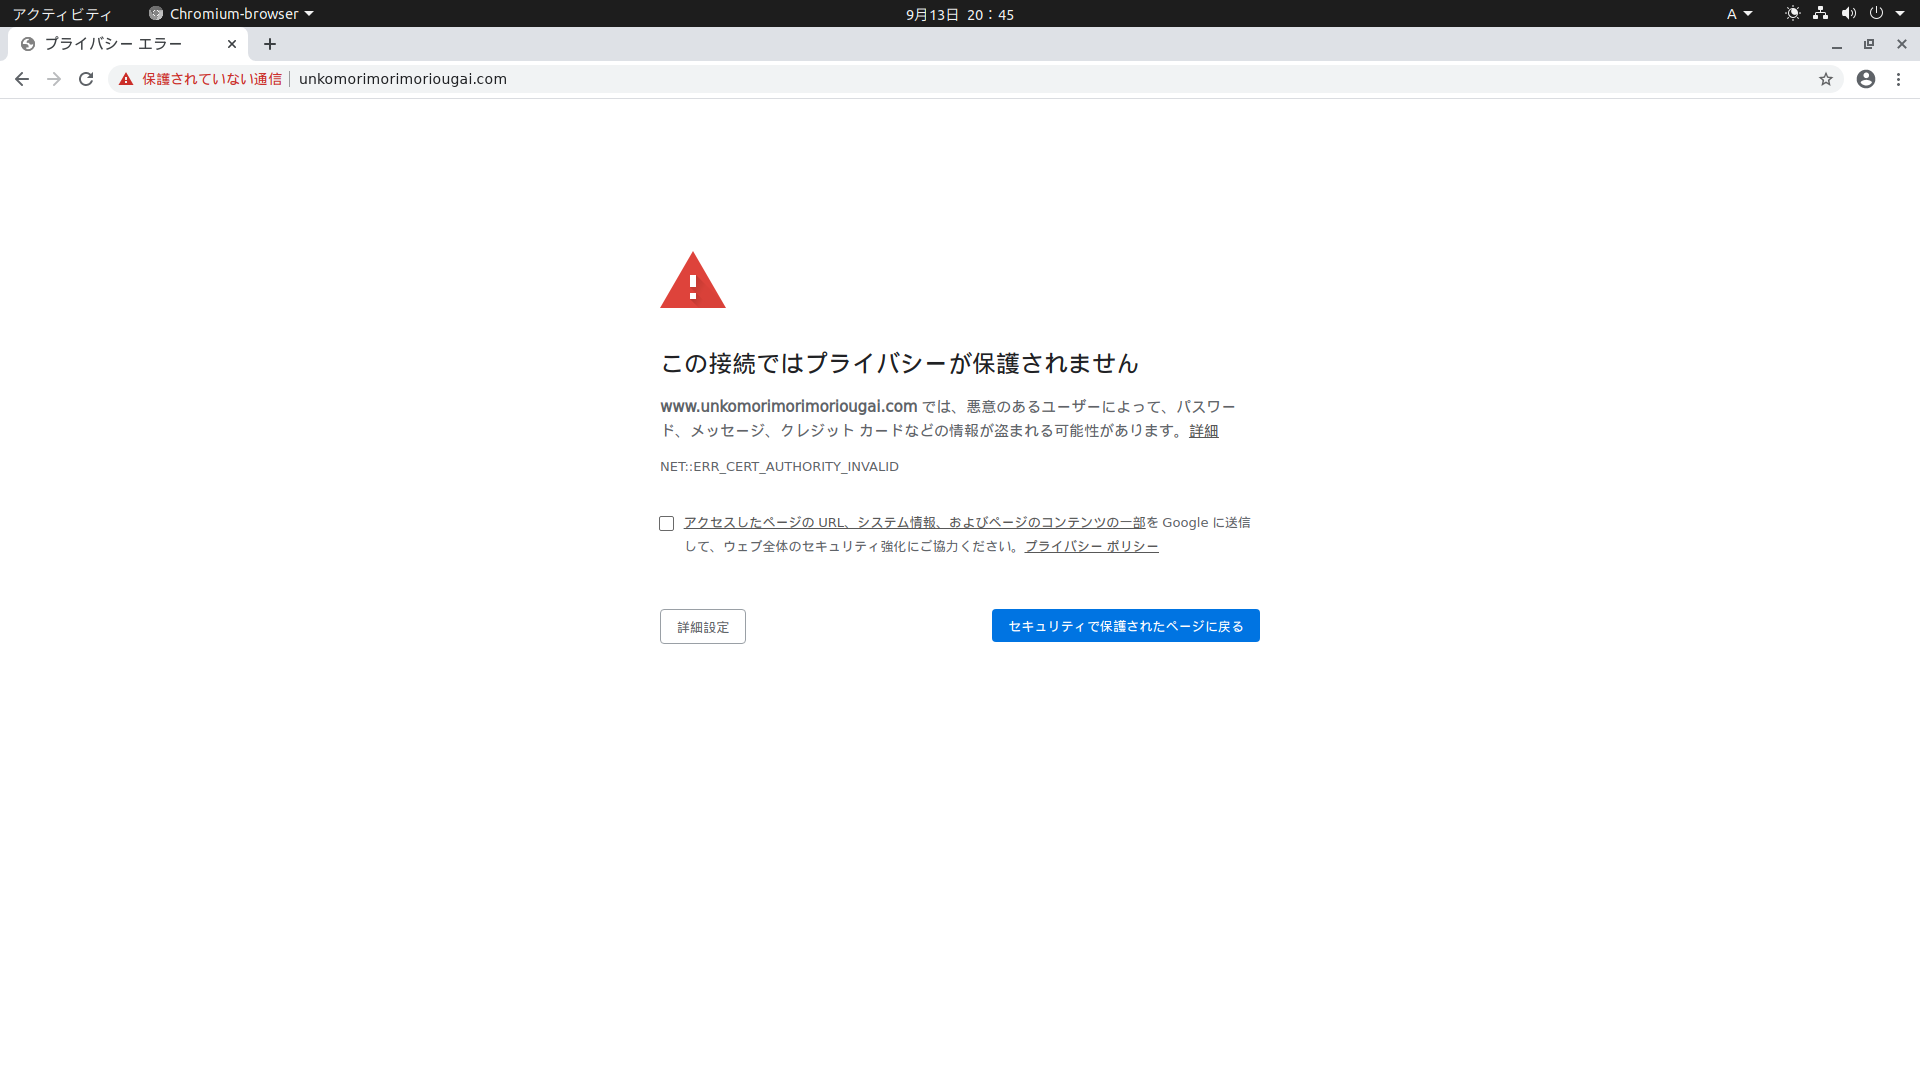 アクティビティ Chromium-browser 9月13日 20：45 A
プライバシー エラー
保護されていない通信 unkomorimorimoriougai.com
この接続ではプライバシーが保護されません
www.unkomorimorimoriougai.com では、悪意のあるユーザーによって、パスワー
ド、メッセージ、クレジット カードなどの情報が盗まれる可能性があります。詳細
NET::ERR_CERT_AUTHORITY_INVALID
アクセスしたページの URL、システム情報、およびページのコンテンツの一部を Google に送信
して、ウェブ全体のセキュリティ強化にご協力ください。プライバシー ポリシー
詳細設定 セキュリティで保護されたページに戻る